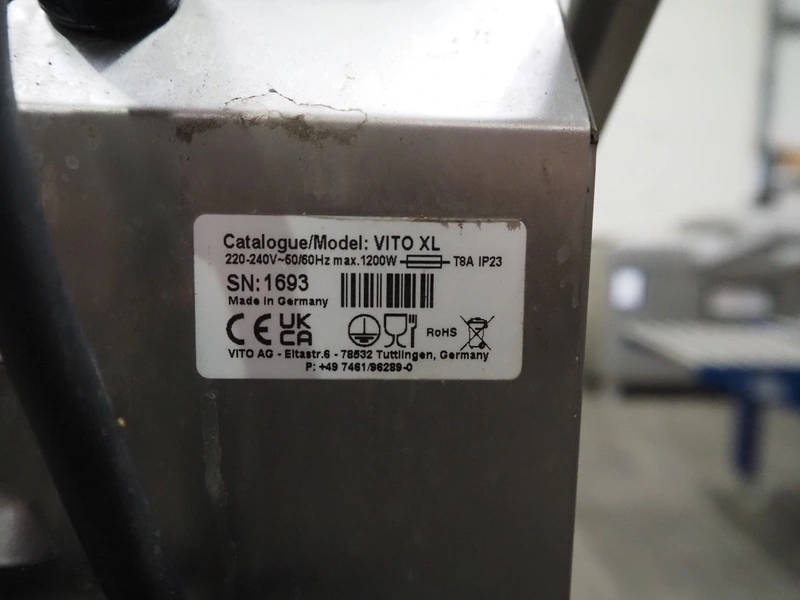 Catalogue/Model: VITO XL
220-240V~50/60Hz max.1200W T8A IP23
SN:1693
Made in Germany
CE UK CA RoHS
VITO AG - Eltastr.6 - 78532 Tuttlingen, Germany
P: +49 7461/96289-0